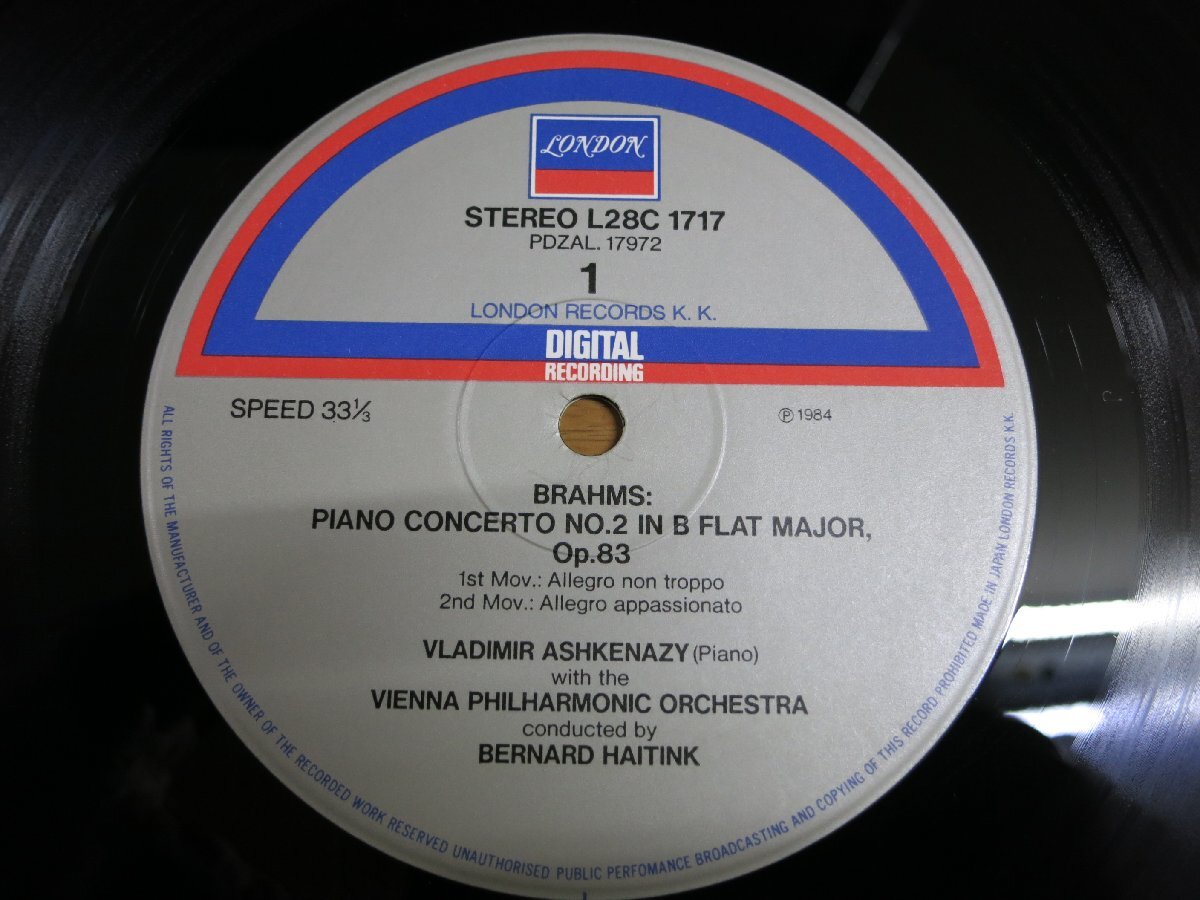 LONDON
STEREO L28C 1717
PDZAL. 17972
1
LONDON RECORDS K. K.
DIGITAL
RECORDING
SPEED 33⅓
Ⓟ 1984
BRAHMS:
PIANO CONCERTO NO.2 IN B FLAT MAJOR,
Op.83
1st Mov.: Allegro non troppo
2nd Mov.: Allegro appassionato
VLADIMIR ASHKENAZY (Piano)
with the
VIENNA PHILHARMONIC ORCHESTRA
conducted by
BERNARD HAITINK
ALL RIGHTS OF THE MANUFACTURER AND OF THE OWNER OF THE RECORDED WORK RESERVED UNAUTHORISED PUBLIC PERFOMANCE BROADCASTING AND COPYING OF THIS RECORD PROHIBITED MADE IN JAPAN LONDON RECORDS K.K.